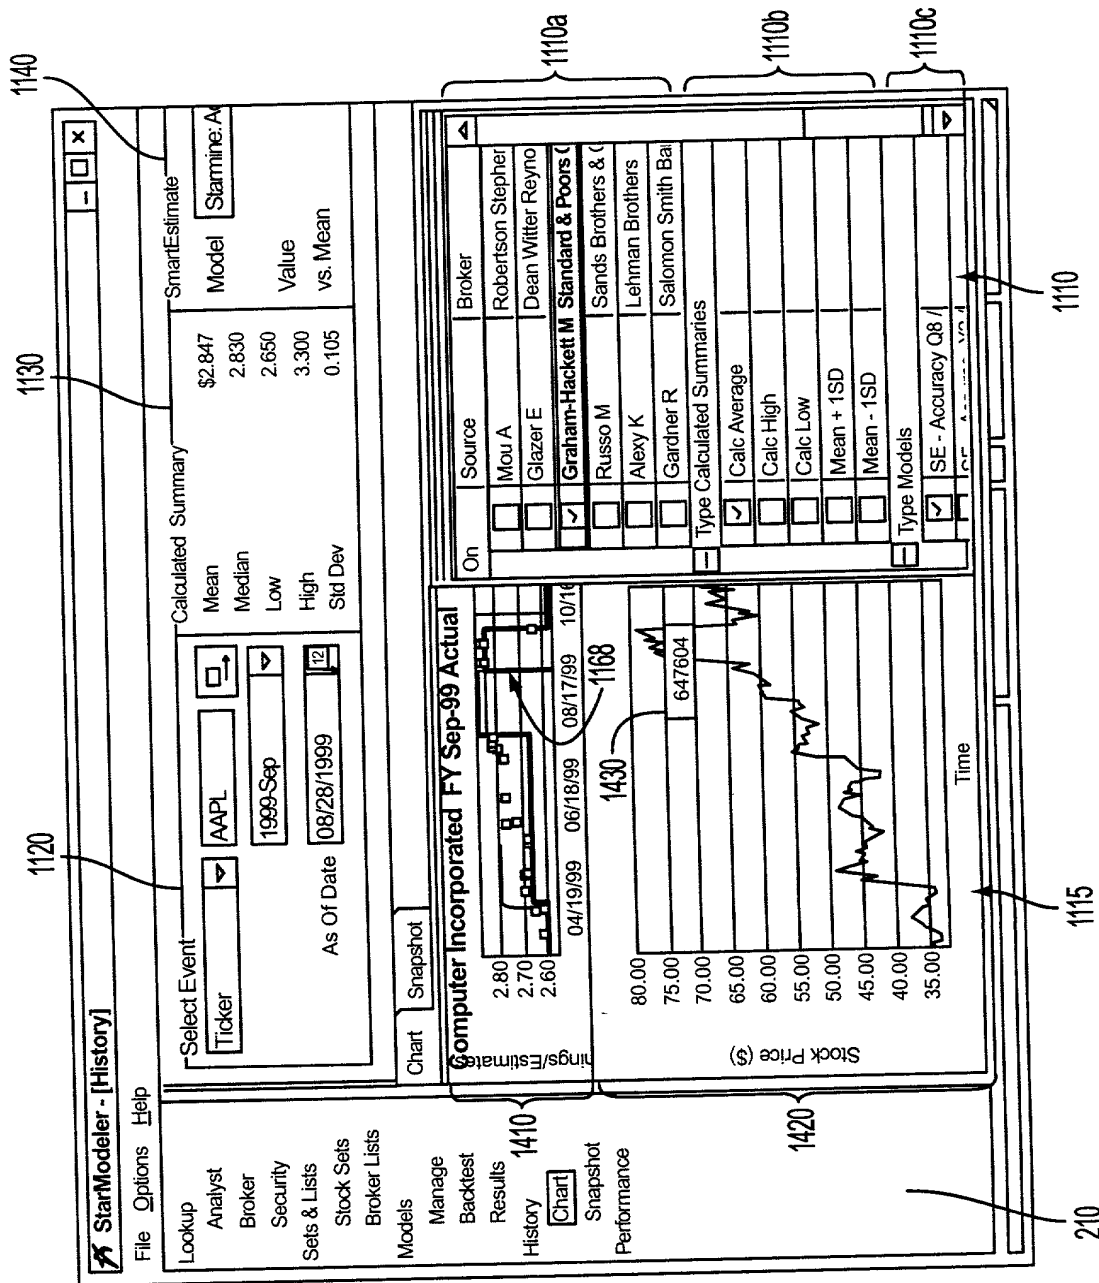 StarModeler - [History]
File Options Help
Lookup
Analyst
Broker
Security
Sets & Lists
Stock Sets
Broker Lists
Models
Manage
Backtest
Results
History
Chart
Snapshot
Performance
210
1120
Select Event
Ticker AAPL
1999-Sep
As Of Date 08/28/1999 12
1130
Calculated Summary
Mean $2.847
Median 2.830
Low 2.650
High 3.300
Std Dev 0.105
1140
SmartEstimate
Model Starmine: A
Value
vs. Mean
Chart Snapshot
Computer Incorporated FY Sep-99 Actual
1410
nings/Estimate
2.80
2.70
2.60
04/19/99 06/18/99 08/17/99 10/16
1168
1430
647604
1420
Stock Price ($)
80.00
75.00
70.00
65.00
60.00
55.00
50.00
45.00
40.00
35.00
Time
1115
On Source Broker
Mou A Robertson Stepher
Glazer E Dean Witter Reyno
Graham-Hackett M Standard & Poors
Russo M Sands Brothers & (
Alexy K Lehman Brothers
Gardner R Salomon Smith Bai
Type Calculated Summaries
Calc Average
Calc High
Calc Low
Mean + 1SD
Mean - 1SD
Type Models
SE - Accuracy Q8 /
1110
1110a
1110b
1110c